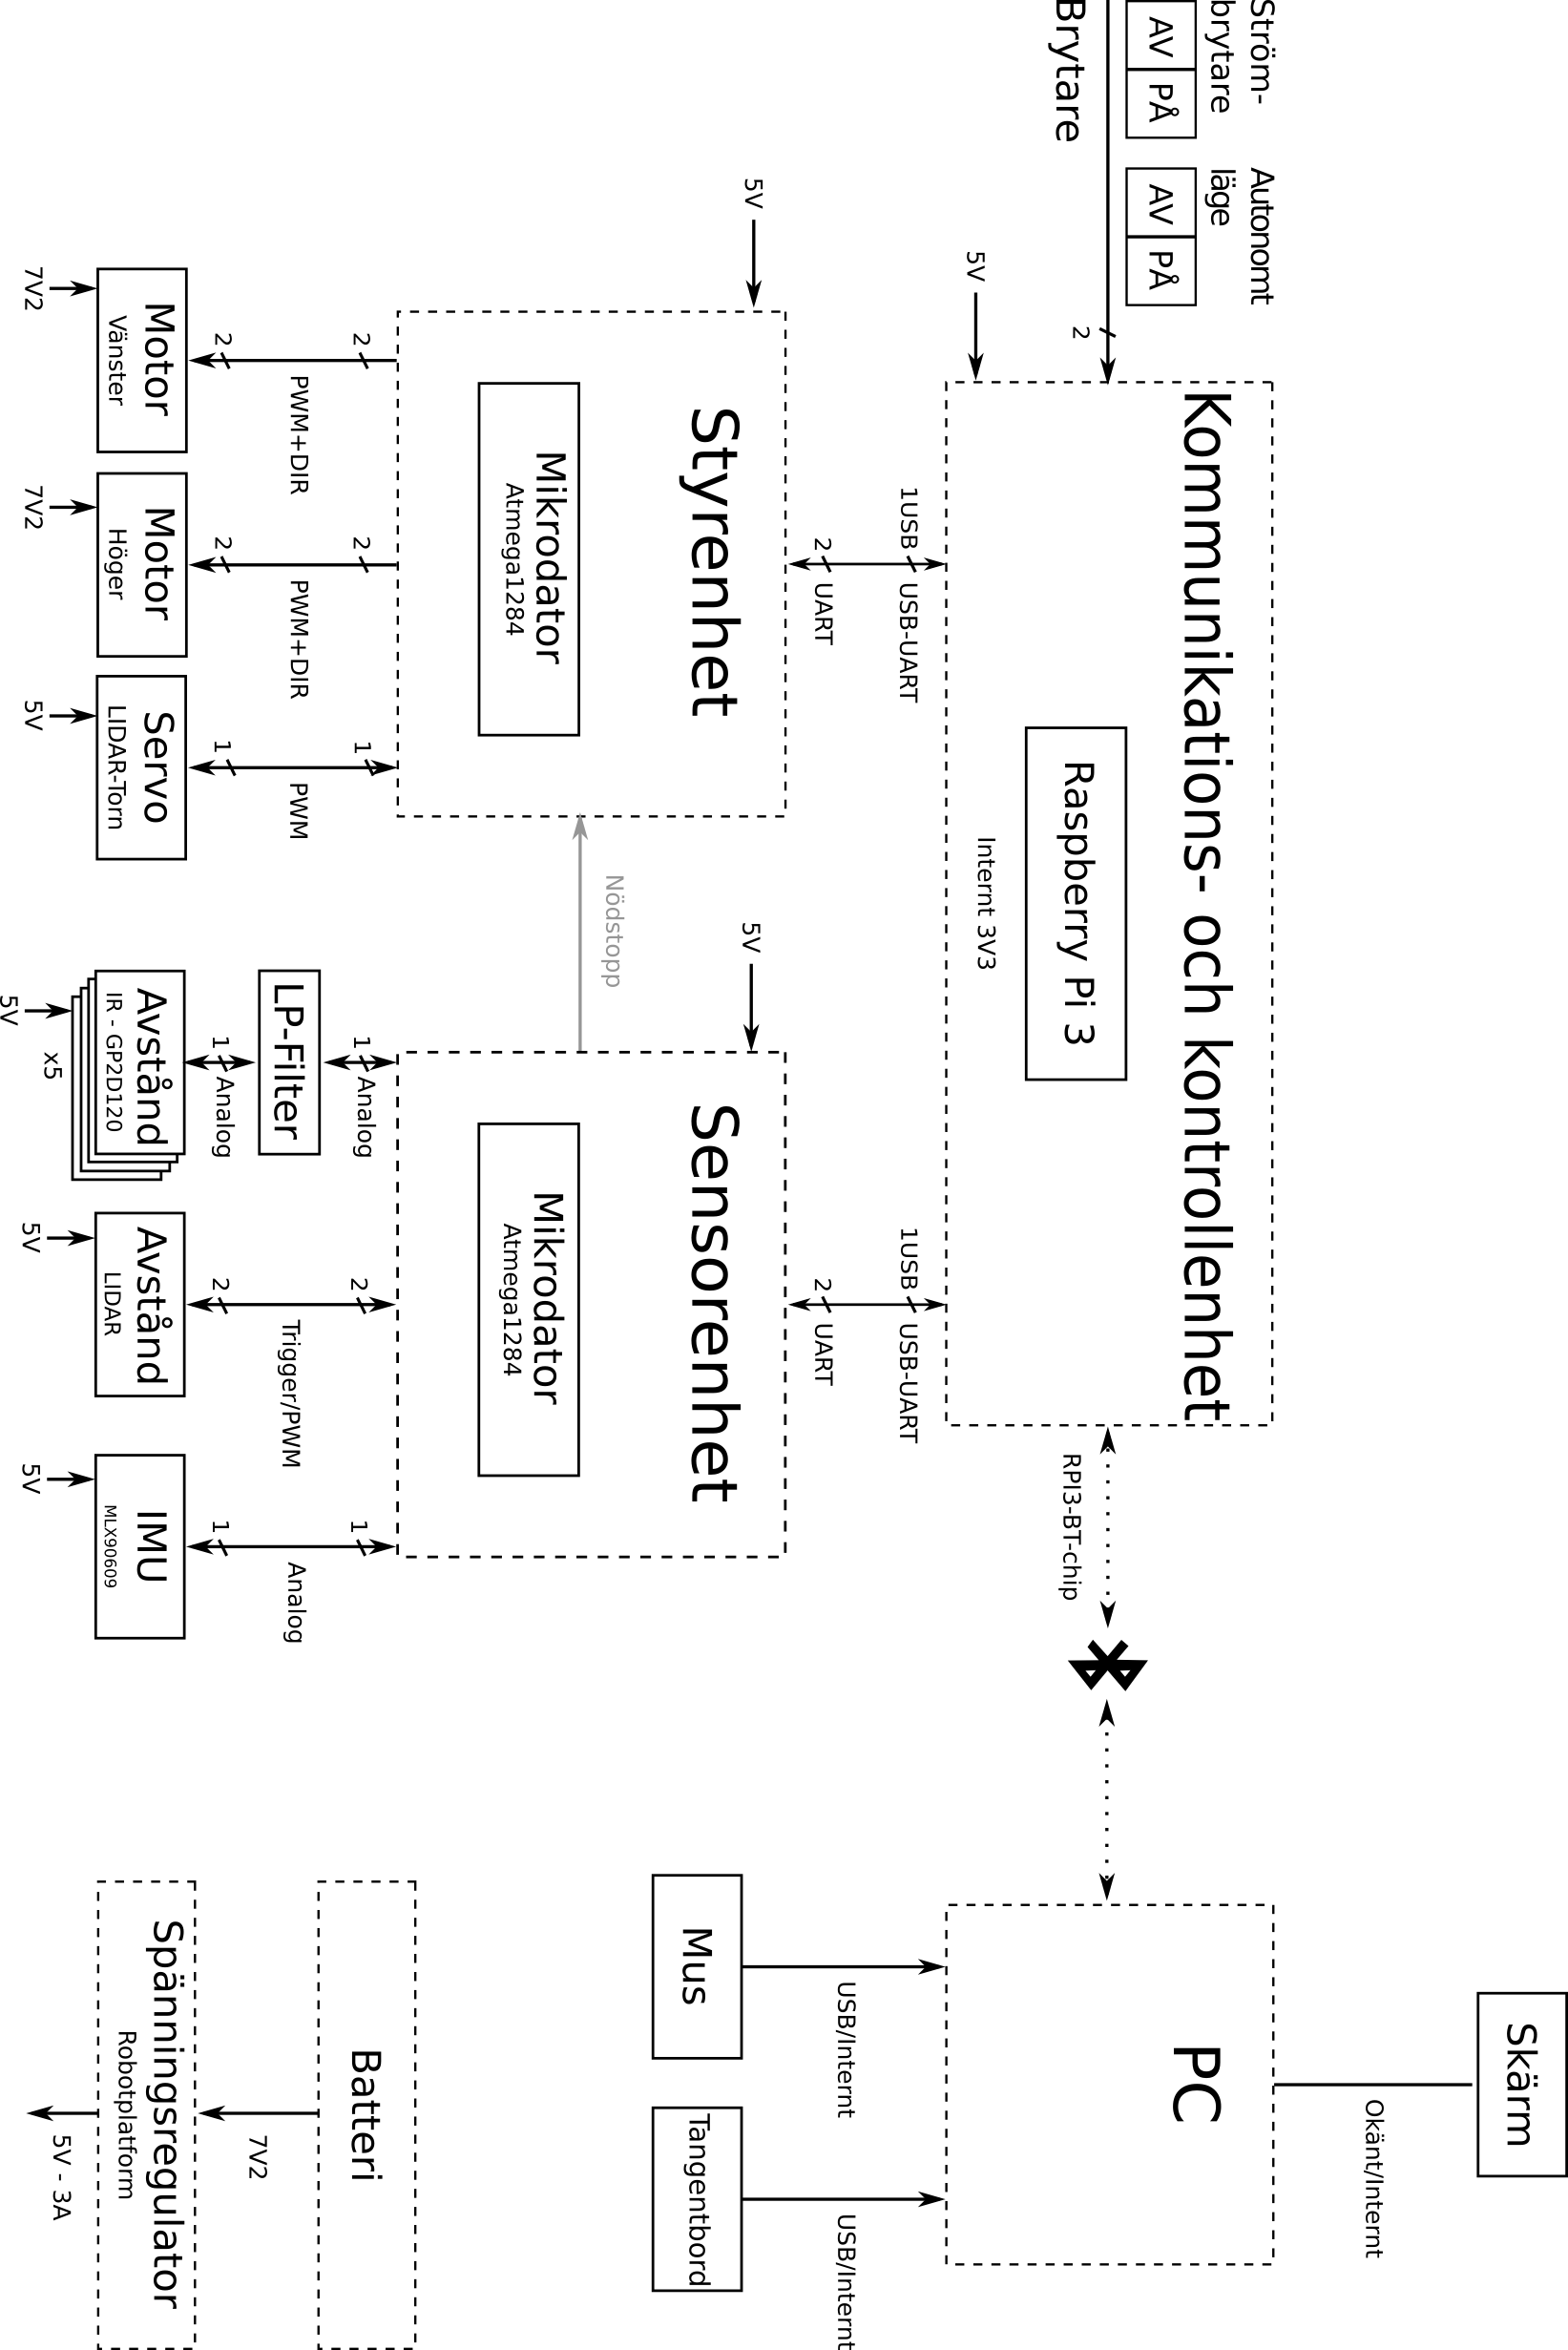 Skärm
Okänt/Internt
Ström-
brytare
AV
PÅ
Autonomt
läge
AV
PÅ
Brytare
2
5V
Kommunikations- och kontrollenhet
Raspberry Pi 3
Internt 3V3
RPI3-BT-chip
PC
1USB
USB-UART
2
UART
1USB
USB-UART
2
UART
USB/Internt
USB/Internt
Mus
Tangentbord
5V
Styrenhet
Mikrodator
Atmega1284
Nödstopp
5V
Sensorenhet
Mikrodator
Atmega1284
2
PWM+DIR
2
2
PWM+DIR
2
1
PWM
1
1
Analog
LP-Filter
1
Analog
2
Trigger/PWM
2
1
Analog
1
Motor
Vänster
7V2
Motor
Höger
7V2
Servo
LIDAR-Torn
5V
Avstånd
IR - GP2D120
x5
5V
Avstånd
LIDAR
5V
IMU
MLX90609
5V
Batteri
7V2
Spänningsregulator
Robotplatform
5V - 3A